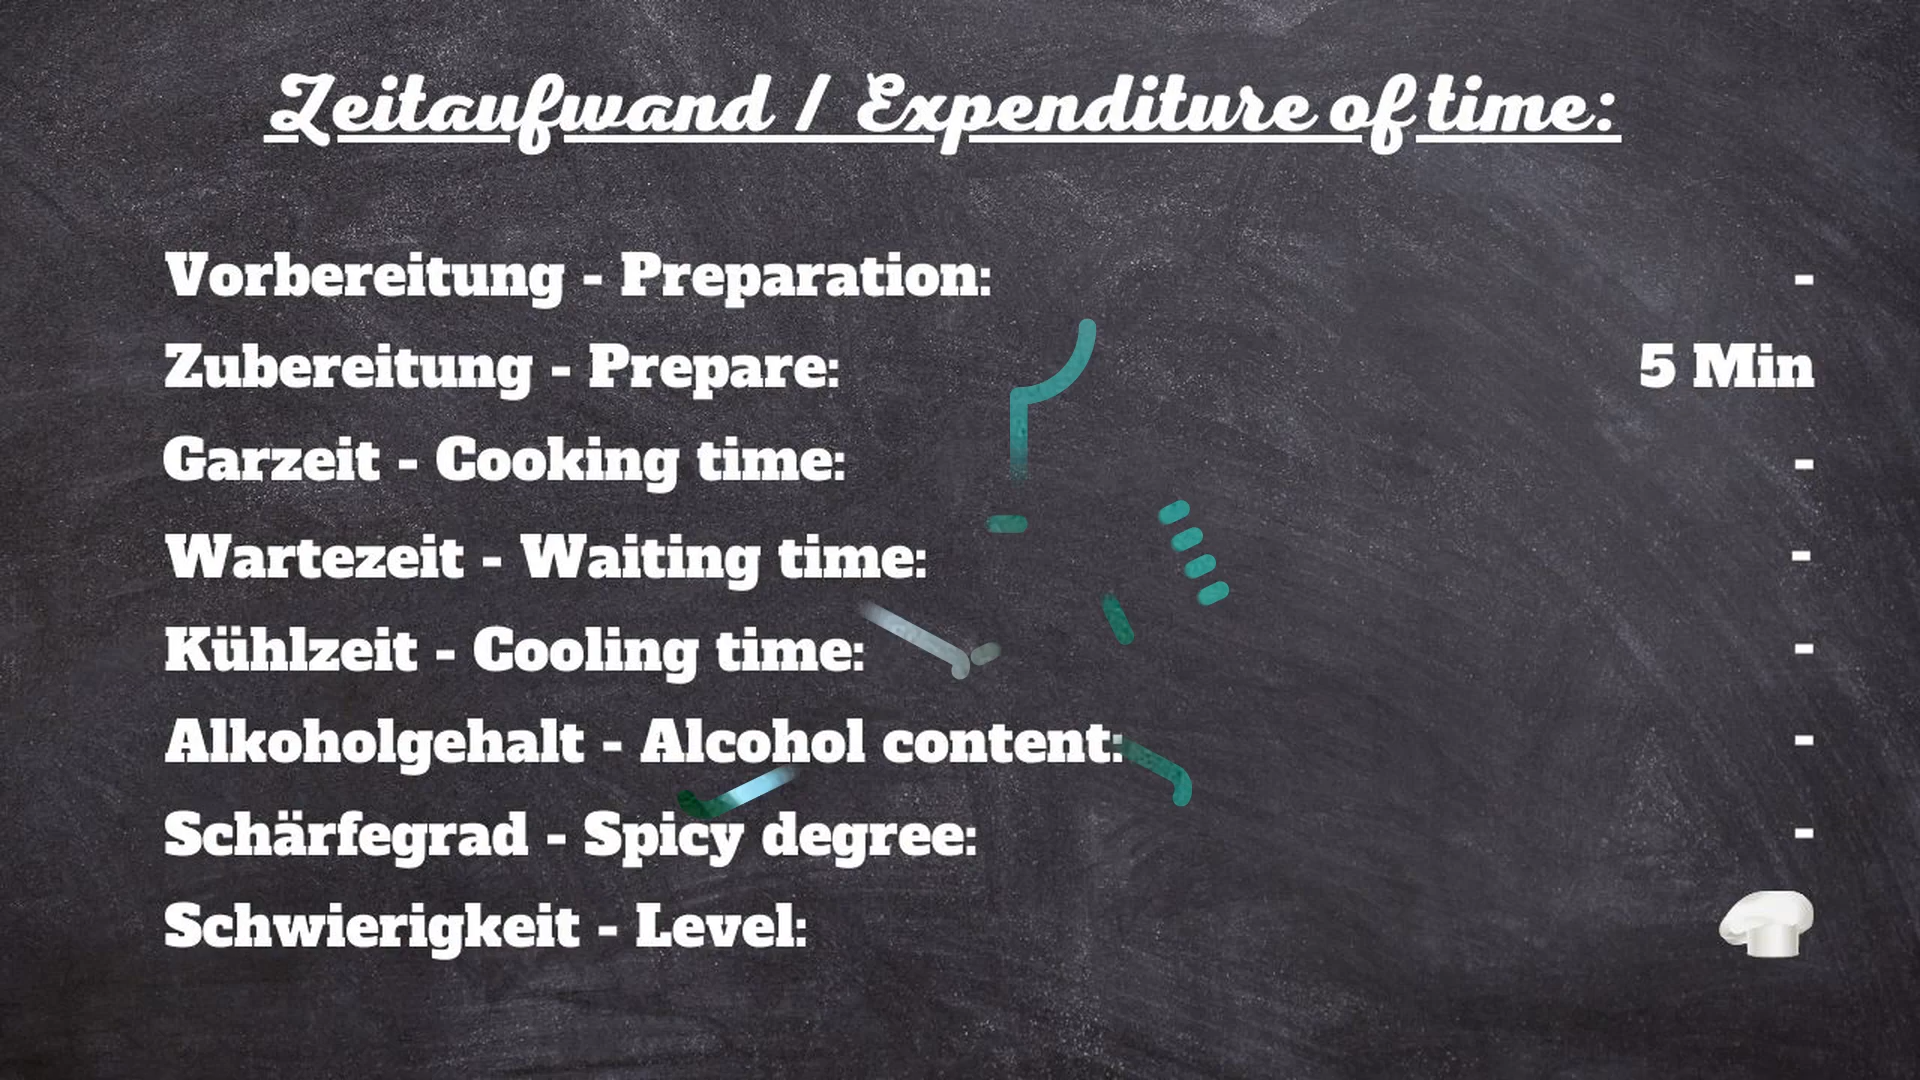 Zeitaufwand / Expenditure of time:
Vorbereitung - Preparation: -
Zubereitung - Prepare: 5 Min
Garzeit - Cooking time: -
Wartezeit - Waiting time: -
Kühlzeit - Cooling time: -
Alkoholgehalt - Alcohol content: -
Schärfegrad - Spicy degree: -
Schwierigkeit - Level: